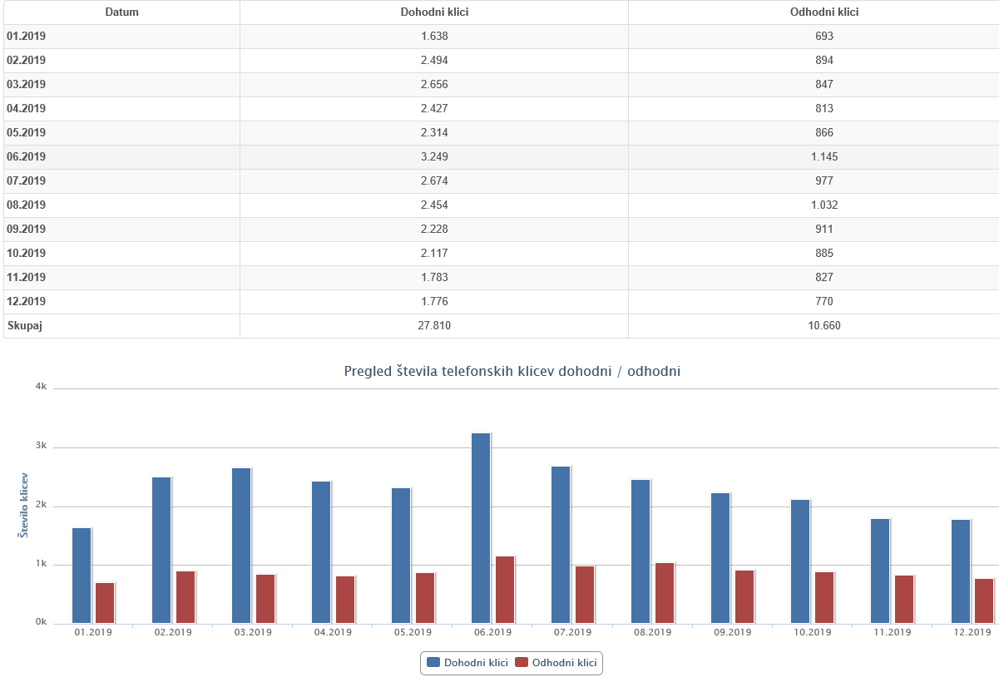 Datum Dohodni klici Odhodni klici
01.2019 1.638 693
02.2019 2.494 894
03.2019 2.656 847
04.2019 2.427 813
05.2019 2.314 866
06.2019 3.249 1.145
07.2019 2.674 977
08.2019 2.454 1.032
09.2019 2.228 911
10.2019 2.117 885
11.2019 1.783 827
12.2019 1.776 770
Skupaj 27.810 10.660
Pregled števila telefonskih klicev dohodni / odhodni
4k
3k
2k
1k
0k
Število klicev
01.2019 02.2019 03.2019 04.2019 05.2019 06.2019 07.2019 08.2019 09.2019 10.2019 11.2019 12.2019
Dohodni klici Odhodni klici